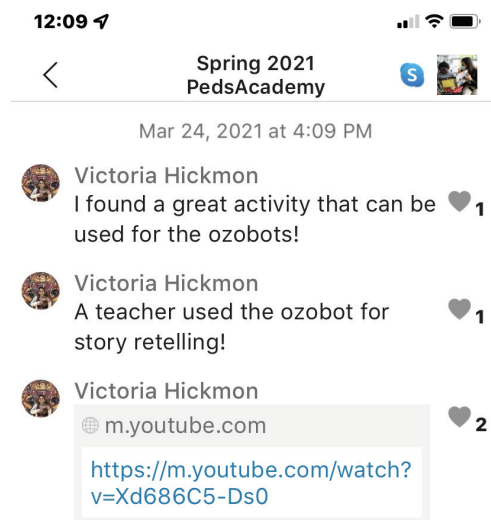 12:09
Spring 2021
PedsAcademy
S
Mar 24, 2021 at 4:09 PM
Victoria Hickmon
I found a great activity that can be
used for the ozobots!
1
Victoria Hickmon
A teacher used the ozobot for
story retelling!
1
Victoria Hickmon
m.youtube.com
2
https://m.youtube.com/watch?
v=Xd686C5-Ds0